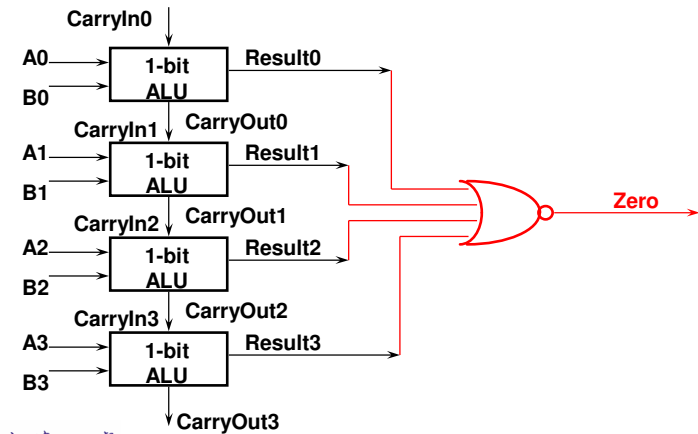 CarryIn0
A0
B0
1-bit
ALU
Result0
CarryOut0
CarryIn1
A1
B1
1-bit
ALU
Result1
CarryOut1
CarryIn2
A2
B2
1-bit
ALU
Result2
CarryOut2
CarryIn3
A3
B3
1-bit
ALU
Result3
CarryOut3
Zero